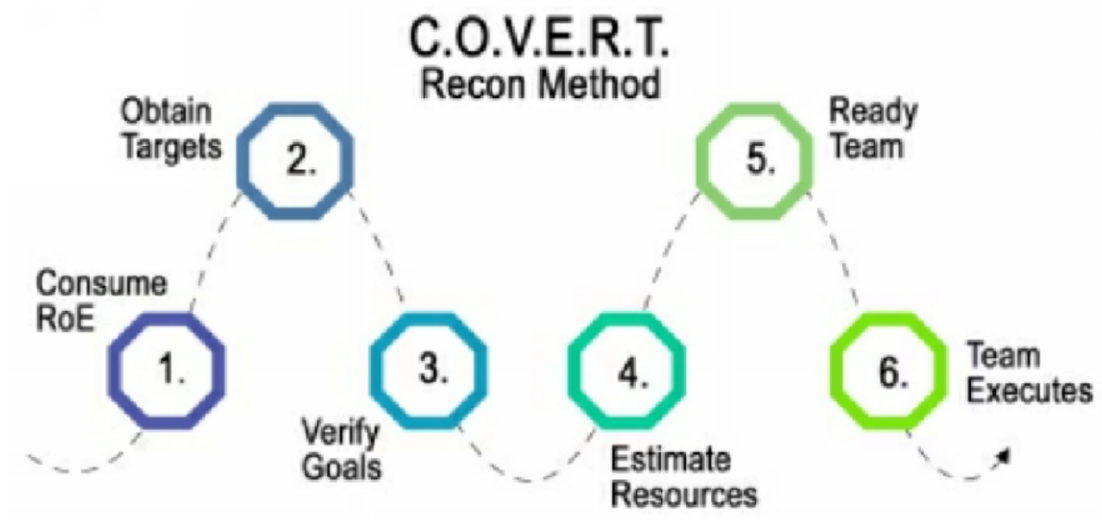 C.O.V.E.R.T.
Recon Method
Consume
RoE
1.
Obtain
Targets
2.
3.
Verify
Goals
4.
Estimate
Resources
5.
Ready
Team
6.
Team
Executes